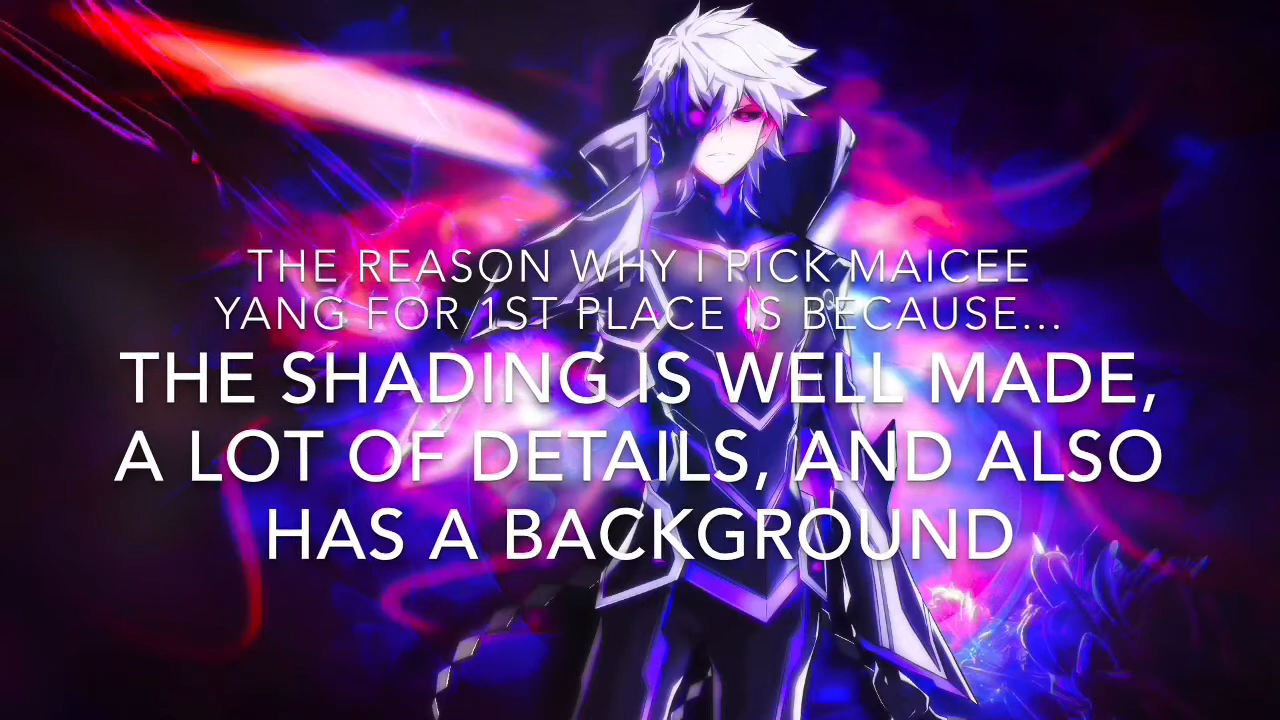 THE REASON WHY I PICK MAICEE
YANG FOR 1ST PLACE IS BECAUSE...
THE SHADING IS WELL MADE,
A LOT OF DETAILS, AND ALSO
HAS A BACKGROUND